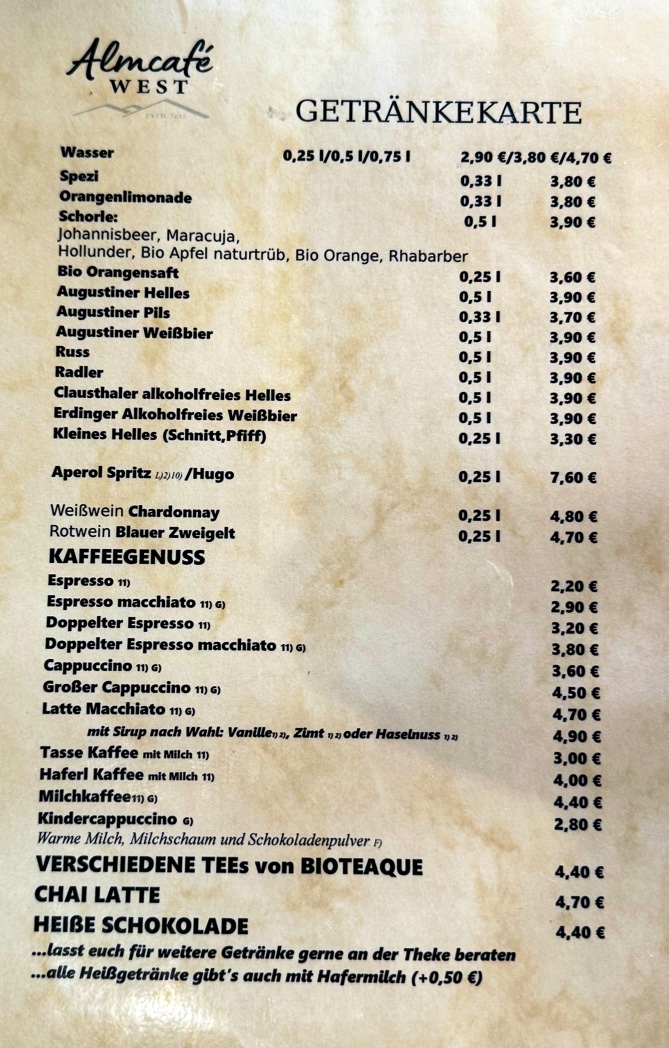 Almcafé
WEST
GETRÄNKEKARTE
Wasser 0,25 l/0,5 l/0,75 l 2,90 €/3,80 €/4,70 €
Spezi 0,33 l 3,80 €
Orangenlimonade 0,33 l 3,80 €
Schorle: 0,5 l 3,90 €
Johannisbeer, Maracuja,
Hollunder, Bio Apfel naturtrüb, Bio Orange, Rhabarber
Bio Orangensaft 0,25 l 3,60 €
Augustiner Helles 0,5 l 3,90 €
Augustiner Pils 0,33 l 3,70 €
Augustiner Weißbier 0,5 l 3,90 €
Russ 0,5 l 3,90 €
Radler 0,5 l 3,90 €
Clausthaler alkoholfreies Helles 0,5 l 3,90 €
Erdinger Alkoholfreies Weißbier 0,5 l 3,90 €
Kleines Helles (Schnitt,Pfiff) 0,25 l 3,30 €
Aperol Spritz /Hugo 0,25 l 7,60 €
Weißwein Chardonnay 0,25 l 4,80 €
Rotwein Blauer Zweigelt 0,25 l 4,70 €
KAFFEEGENUSS
Espresso 11) 2,20 €
Espresso macchiato 11) G) 2,90 €
Doppelter Espresso 11) 3,20 €
Doppelter Espresso macchiato 11) G) 3,80 €
Cappuccino 11) G) 3,60 €
Großer Cappuccino 11) G) 4,50 €
Latte Macchiato 11) G) 4,70 €
mit Sirup nach Wahl: Vanille1) 2), Zimt 1) 2) oder Haselnuss 1) 2) 4,90 €
Tasse Kaffee mit Milch 11) 3,00 €
Haferl Kaffee mit Milch 11) 4,00 €
Milchkaffee11) G) 4,40 €
Kindercappuccino G) 2,80 €
Warme Milch, Milchschaum und Schokoladenpulver F)
VERSCHIEDENE TEEs von BIOTEAQUE 4,40 €
CHAI LATTE 4,70 €
HEIßE SCHOKOLADE 4,40 €
...lasst euch für weitere Getränke gerne an der Theke beraten
...alle Heißgetränke gibt's auch mit Hafermilch (+0,50 €)